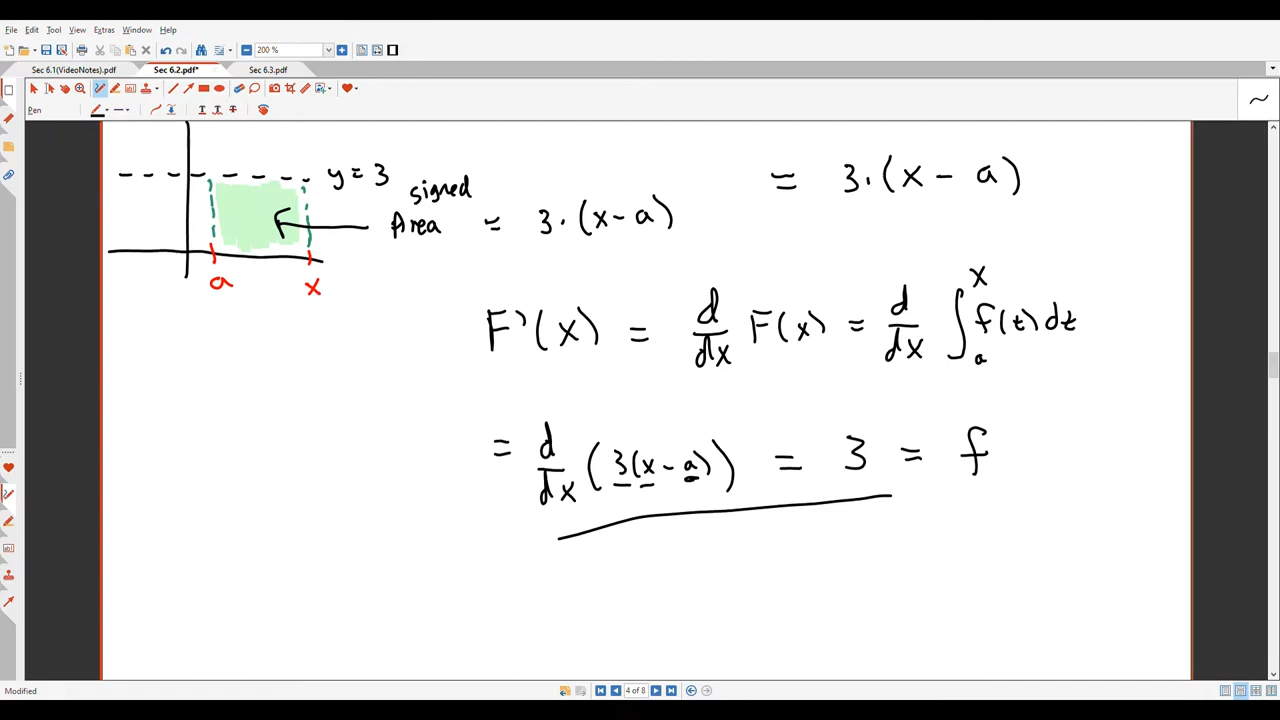 File Edit Tool View Extras Window Help
200 %
Sec 6.1(VideoNotes).pdf Sec 6.2.pdf* Sec 6.3.pdf
Pen
y = 3
signed
Area = 3·(x-a)
= 3·(x - a)
a x
F'(x) = d/dx F(x) = d/dx ∫_a^x f(t) dt
= d/dx (3(x-a)) = 3 = f
Modified 4 of 8